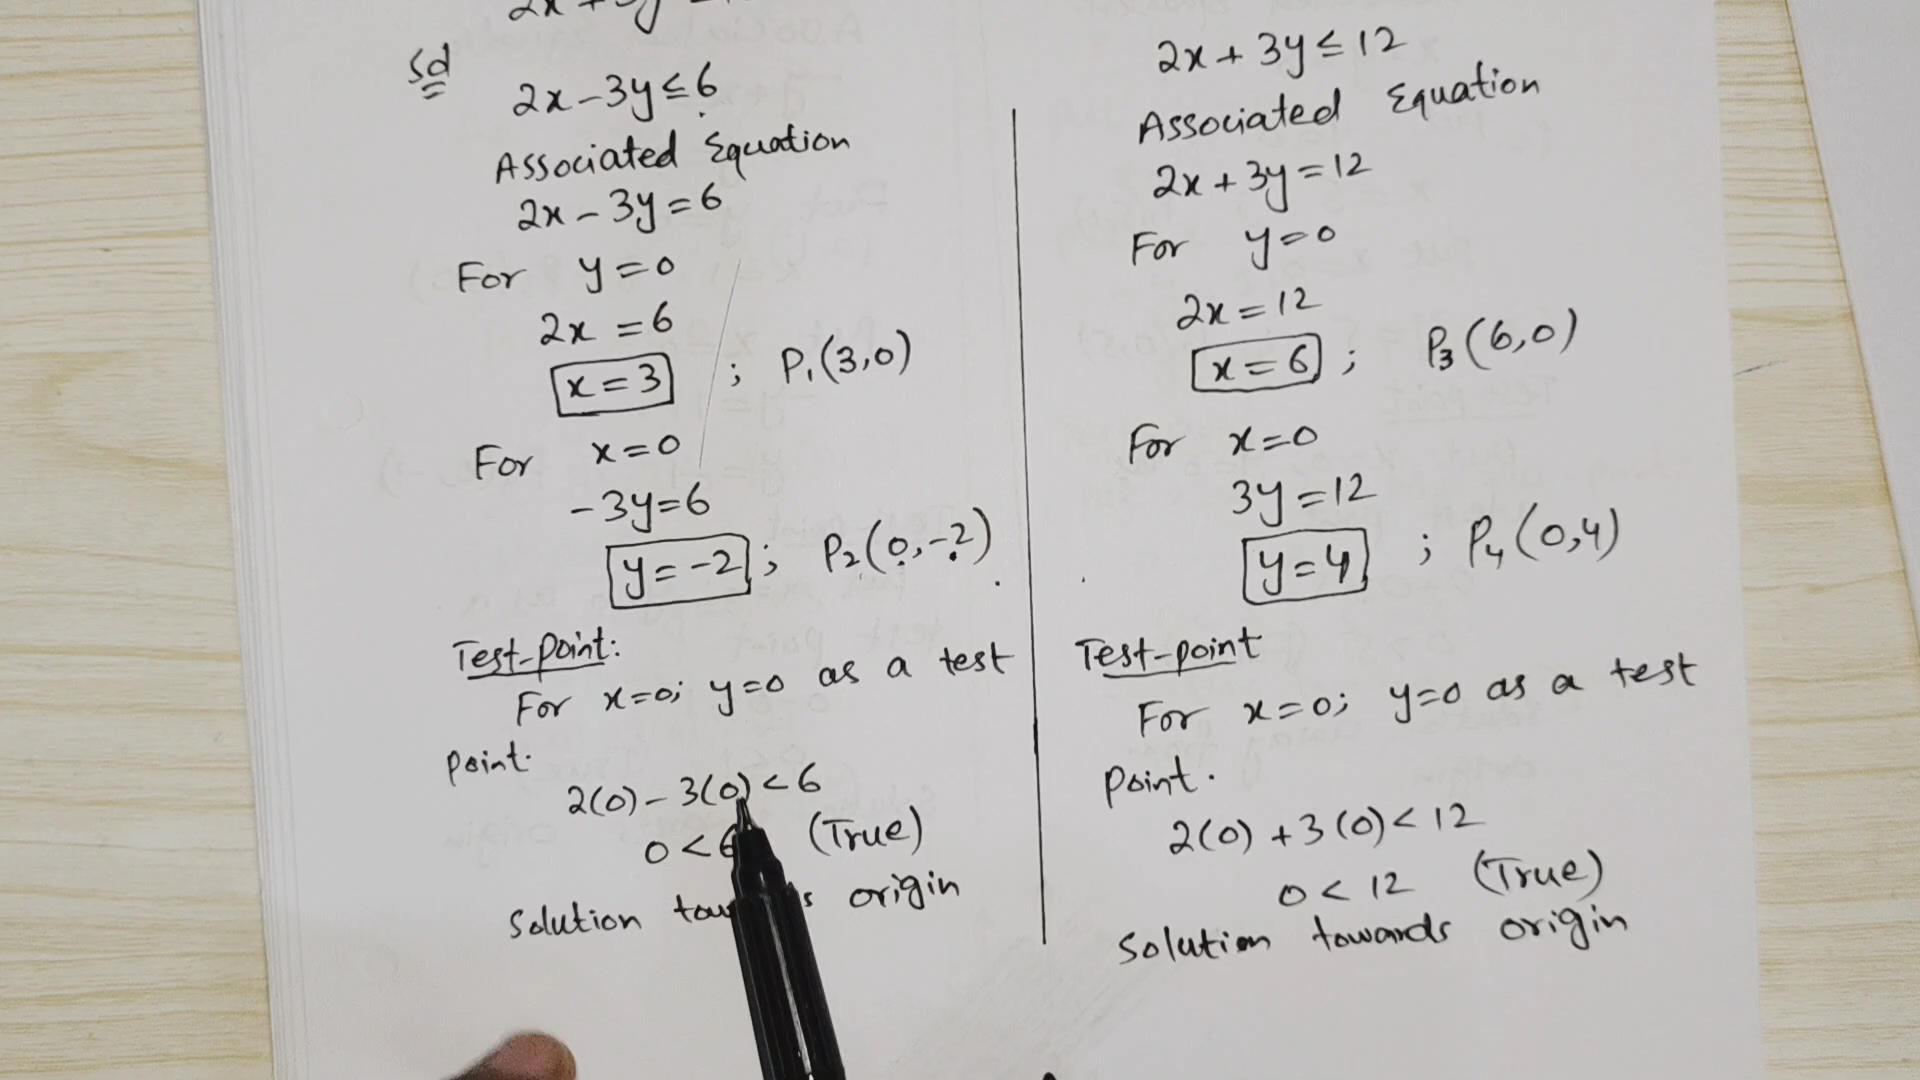 Sol
2x - 3y ≤ 6
Associated Equation
2x - 3y = 6
For y=0
2x = 6
x = 3 ; P1(3,0)
For x=0
-3y=6
y = -2 ; P2(0,-2)
Test-Point:
For x=0; y=0 as a test
Point.
2(0) - 3(0) < 6
0 < 6 (True)
Solution origin
2x + 3y ≤ 12
Associated Equation
2x + 3y = 12
For y=0
2x = 12
x = 6 ; P3(6,0)
For x=0
3y = 12
y = 4 ; P4(0,4)
Test-point
For x=0; y=0 as a test
Point.
2(0) + 3(0) < 12
0 < 12 (True)
Solution towards origin